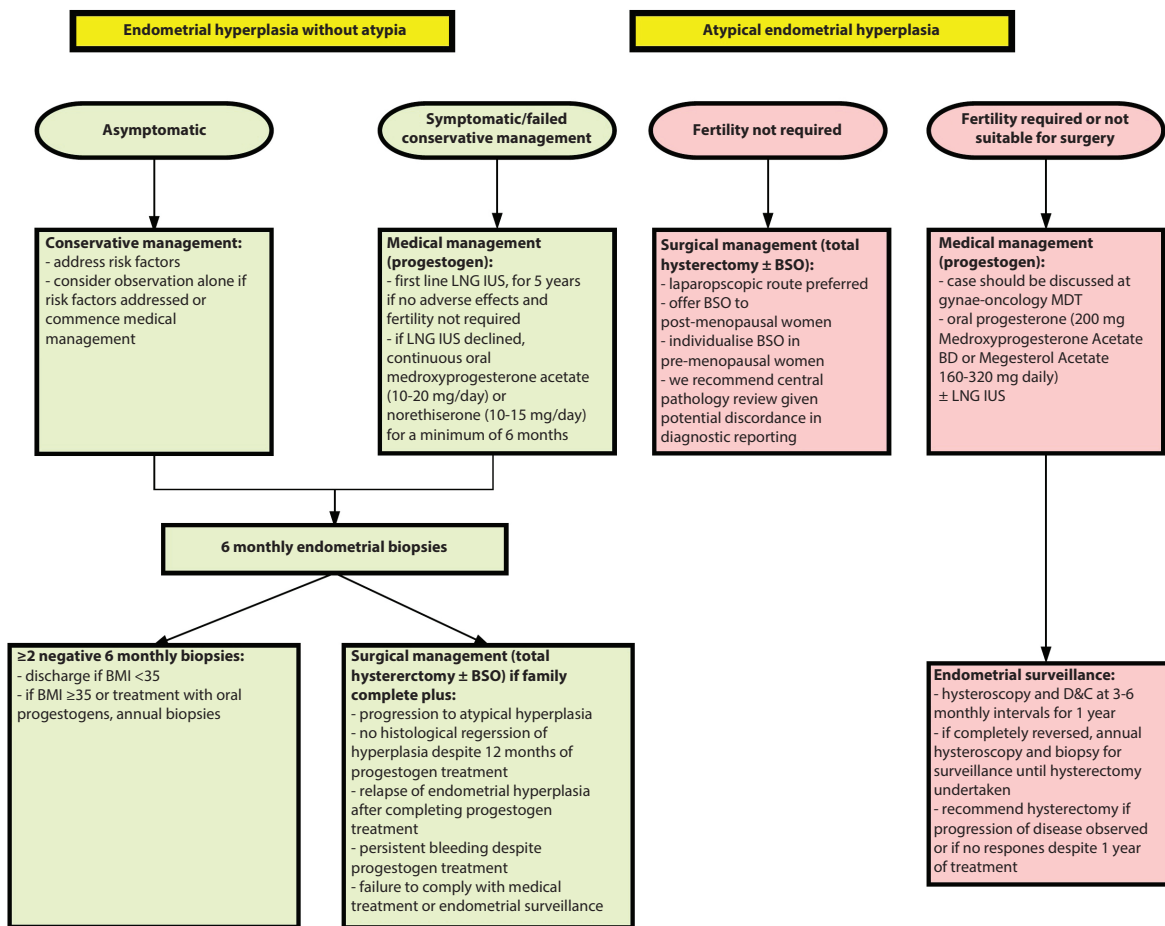 Endometrial hyperplasia without atypia
Atypical endometrial hyperplasia
Asymptomatic
Symptomatic/failed
conservative management
Fertility not required
Fertility required or not
suitable for surgery
Conservative management:
- address risk factors
- consider observation alone if
risk factors addressed or
commence medical
management
Medical management
(progestogen):
- first line LNG IUS, for 5 years
if no adverse effects and
fertility not required
- if LNG IUS declined,
continuous oral
medroxyprogesterone acetate
(10-20 mg/day) or
norethiserone (10-15 mg/day)
for a minimum of 6 months
Surgical management (total
hysterectomy ± BSO):
- laparopscopic route preferred
- offer BSO to
post-menopausal women
- individualise BSO in
pre-menopausal women
- we recommend central
pathology review given
potential discordance in
diagnostic reporting
Medical management
(progestogen):
- case should be discussed at
gynae-oncology MDT
- oral progesterone (200 mg
Medroxyprogesterone Acetate
BD or Megesterol Acetate
160-320 mg daily)
± LNG IUS
6 monthly endometrial biopsies
≥2 negative 6 monthly biopsies:
- discharge if BMI <35
- if BMI ≥35 or treatment with oral
progestogens, annual biopsies
Surgical management (total
hystererctomy ± BSO) if family
complete plus:
- progression to atypical hyperplasia
- no histological regerssion of
hyperplasia despite 12 months of
progestogen treatment
- relapse of endometrial hyperplasia
after completing progestogen
treatment
- persistent bleeding despite
progestogen treatment
- failure to comply with medical
treatment or endometrial surveillance
Endometrial surveillance:
- hysteroscopy and D&C at 3-6
monthly intervals for 1 year
- if completely reversed, annual
hysteroscopy and biopsy for
surveillance until hysterectomy
undertaken
- recommend hysterectomy if
progression of disease observed
or if no respones despite 1 year
of treatment